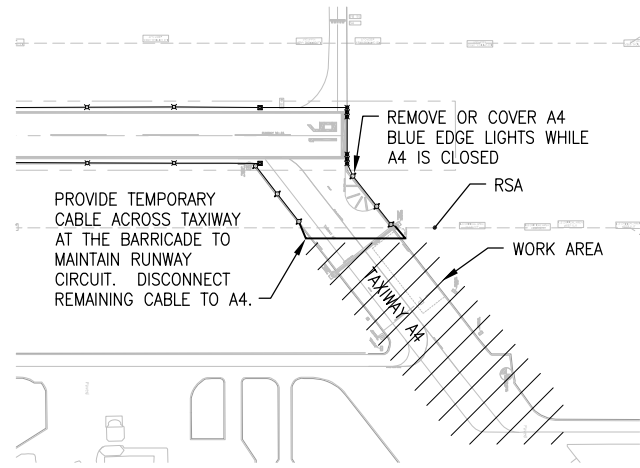 REMOVE OR COVER A4
BLUE EDGE LIGHTS WHILE
A4 IS CLOSED
RSA
WORK AREA
PROVIDE TEMPORARY
CABLE ACROSS TAXIWAY
AT THE BARRICADE TO
MAINTAIN RUNWAY
CIRCUIT. DISCONNECT
REMAINING CABLE TO A4.
TAXIWAY A4
16